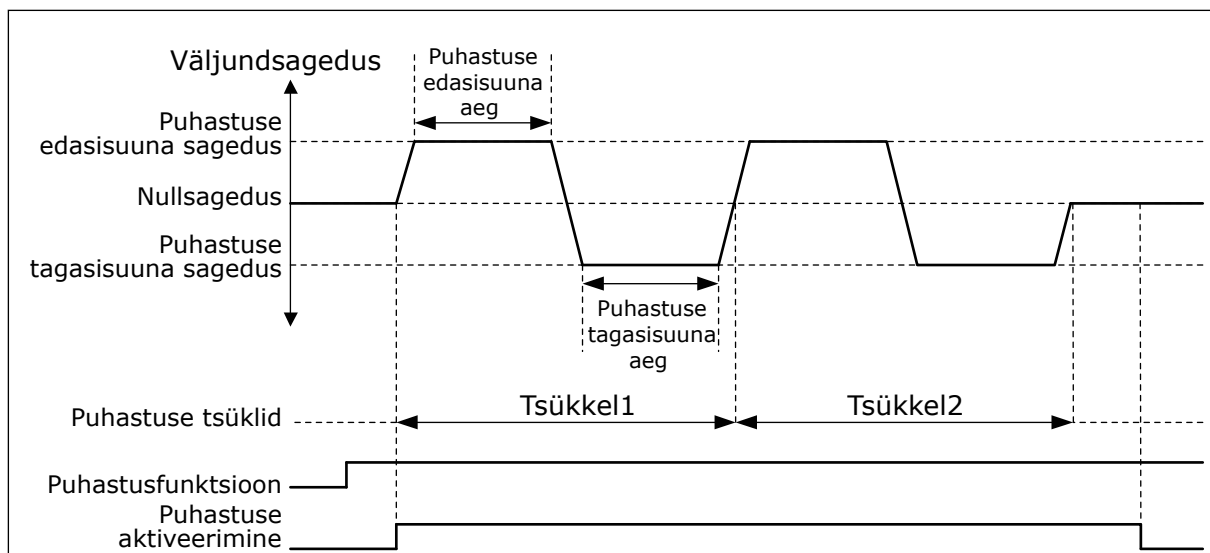 Väljundsagedus
Puhastuse
edasisuuna
aeg
Puhastuse
edasisuuna sagedus
Nullsagedus
Puhastuse
tagasisuuna sagedus
Puhastuse
tagasisuuna
aeg
Puhastuse tsüklid
Tsükkel1
Tsükkel2
Puhastusfunktsioon
Puhastuse
aktiveerimine